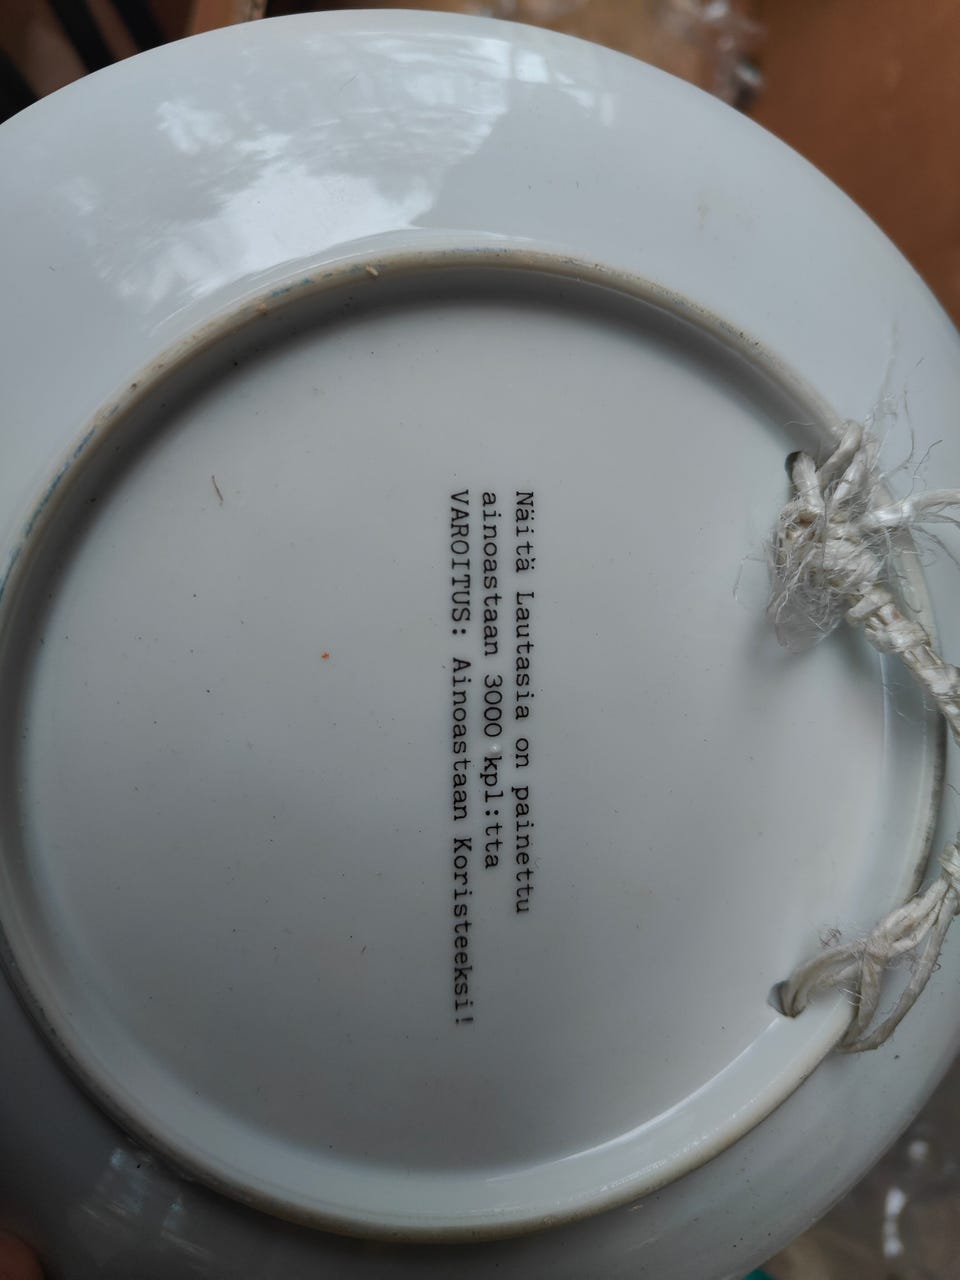 Näitä Lautasia on painettu
ainoastaan 3000 kpl:tta
VAROITUS: Ainoastaan Koristeeksi!